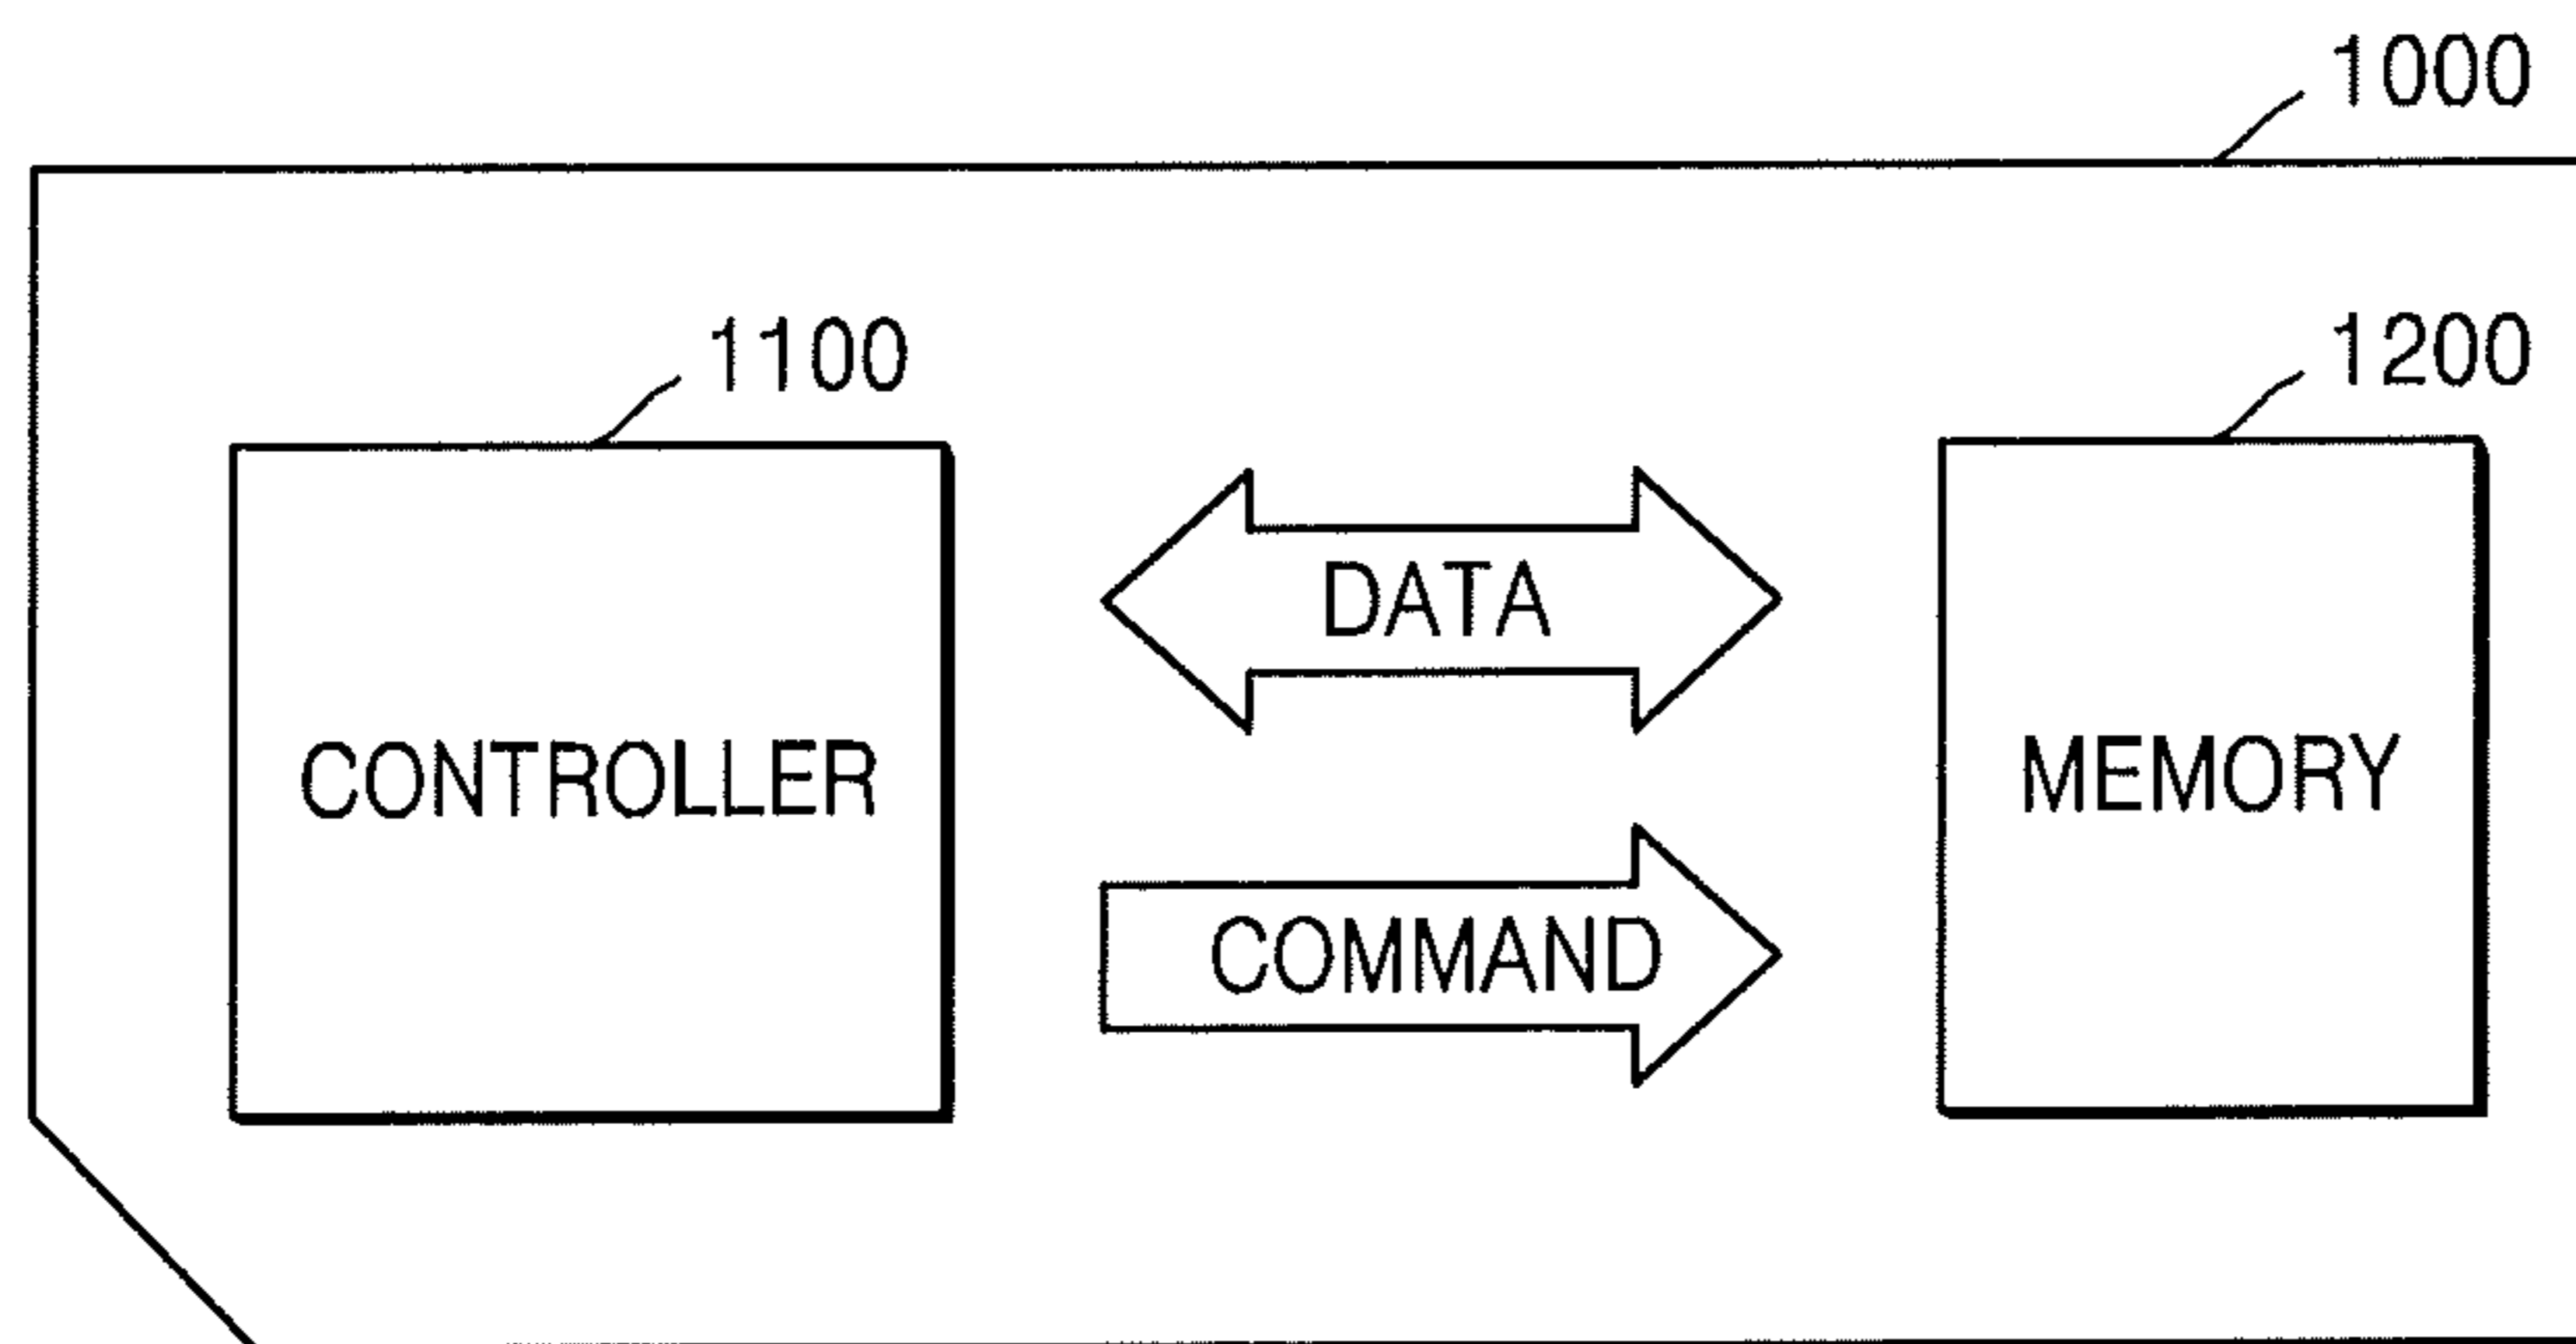 1000
1100
1200
DATA
CONTROLLER
MEMORY
COMMAND